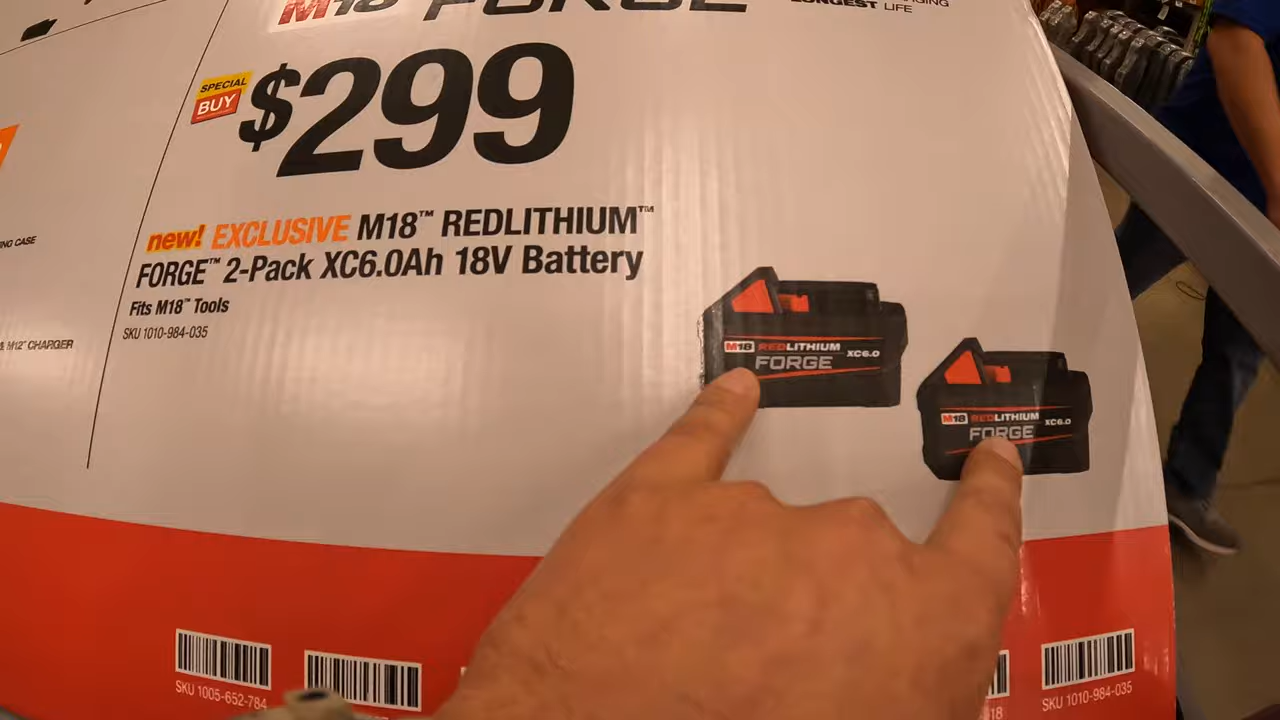 M18 FORGE
LONGEST LIFE
SPECIAL
BUY
$299
new! EXCLUSIVE M18™ REDLITHIUM™
FORGE™ 2-Pack XC6.0Ah 18V Battery
Fits M18™ Tools
SKU 1010-984-035
NG CASE
& M12™ CHARGER
M18 REDLITHIUM XC6.0
FORGE
M18 REDLITHIUM XC6.0
FORGE
SKU 1005-652-784
18
SKU 1010-984-035